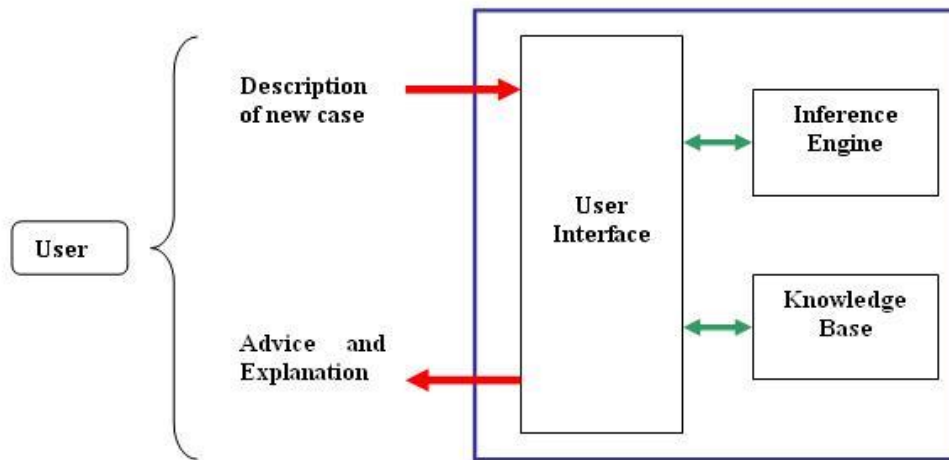 Description
of new case
User
Advice and
Explanation
User
Interface
Inference
Engine
Knowledge
Base